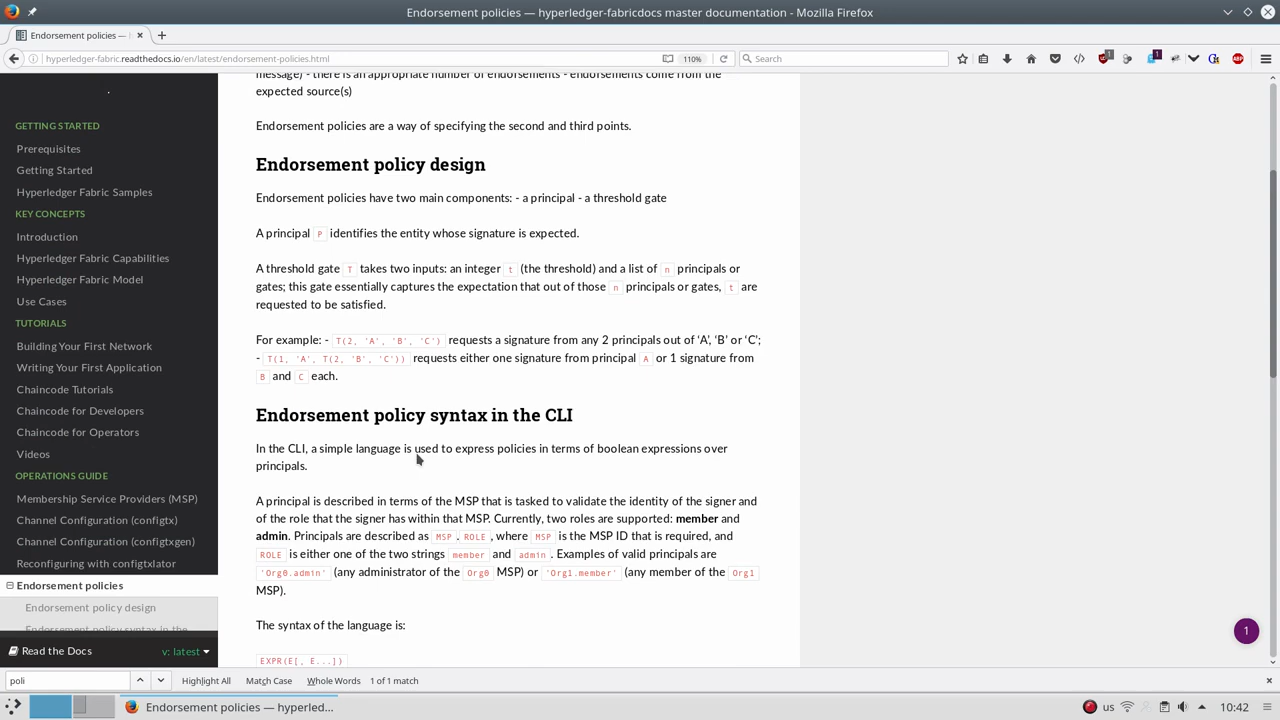 Endorsement policies — hyperledger-fabricdocs master documentation - Mozilla Firefox
Endorsement policies — h
hyperledger-fabric.readthedocs.io/en/latest/endorsement-policies.html
110%
Search
1
1
ABP
GETTING STARTED
Prerequisites
Getting Started
Hyperledger Fabric Samples
KEY CONCEPTS
Introduction
Hyperledger Fabric Capabilities
Hyperledger Fabric Model
Use Cases
TUTORIALS
Building Your First Network
Writing Your First Application
Chaincode Tutorials
Chaincode for Developers
Chaincode for Operators
Videos
OPERATIONS GUIDE
Membership Service Providers (MSP)
Channel Configuration (configtx)
Channel Configuration (configtxgen)
Reconfiguring with configtxlator
Endorsement policies
Endorsement policy design
Endorsement policy syntax in the
Read the Docs
v: latest
message) - there is an appropriate number of endorsements - endorsements come from the
expected source(s)
Endorsement policies are a way of specifying the second and third points.
Endorsement policy design
Endorsement policies have two main components: - a principal - a threshold gate
A principal P identifies the entity whose signature is expected.
A threshold gate T takes two inputs: an integer t (the threshold) and a list of n principals or
gates; this gate essentially captures the expectation that out of those n principals or gates, t are
requested to be satisfied.
For example: - T(2, 'A', 'B', 'C') requests a signature from any 2 principals out of ‘A’, ‘B’ or ‘C’;
- T(1, 'A', T(2, 'B', 'C')) requests either one signature from principal A or 1 signature from
B and C each.
Endorsement policy syntax in the CLI
In the CLI, a simple language is used to express policies in terms of boolean expressions over
principals.
A principal is described in terms of the MSP that is tasked to validate the identity of the signer and
of the role that the signer has within that MSP. Currently, two roles are supported: member and
admin. Principals are described as MSP . ROLE , where MSP is the MSP ID that is required, and
ROLE is either one of the two strings member and admin . Examples of valid principals are
'Org0.admin' (any administrator of the Org0 MSP) or 'Org1.member' (any member of the Org1
MSP).
The syntax of the language is:
EXPR(E[, E...])
1
poli
Highlight All
Match Case
Whole Words
1 of 1 match
Endorsement policies — hyperled...
us
10:42